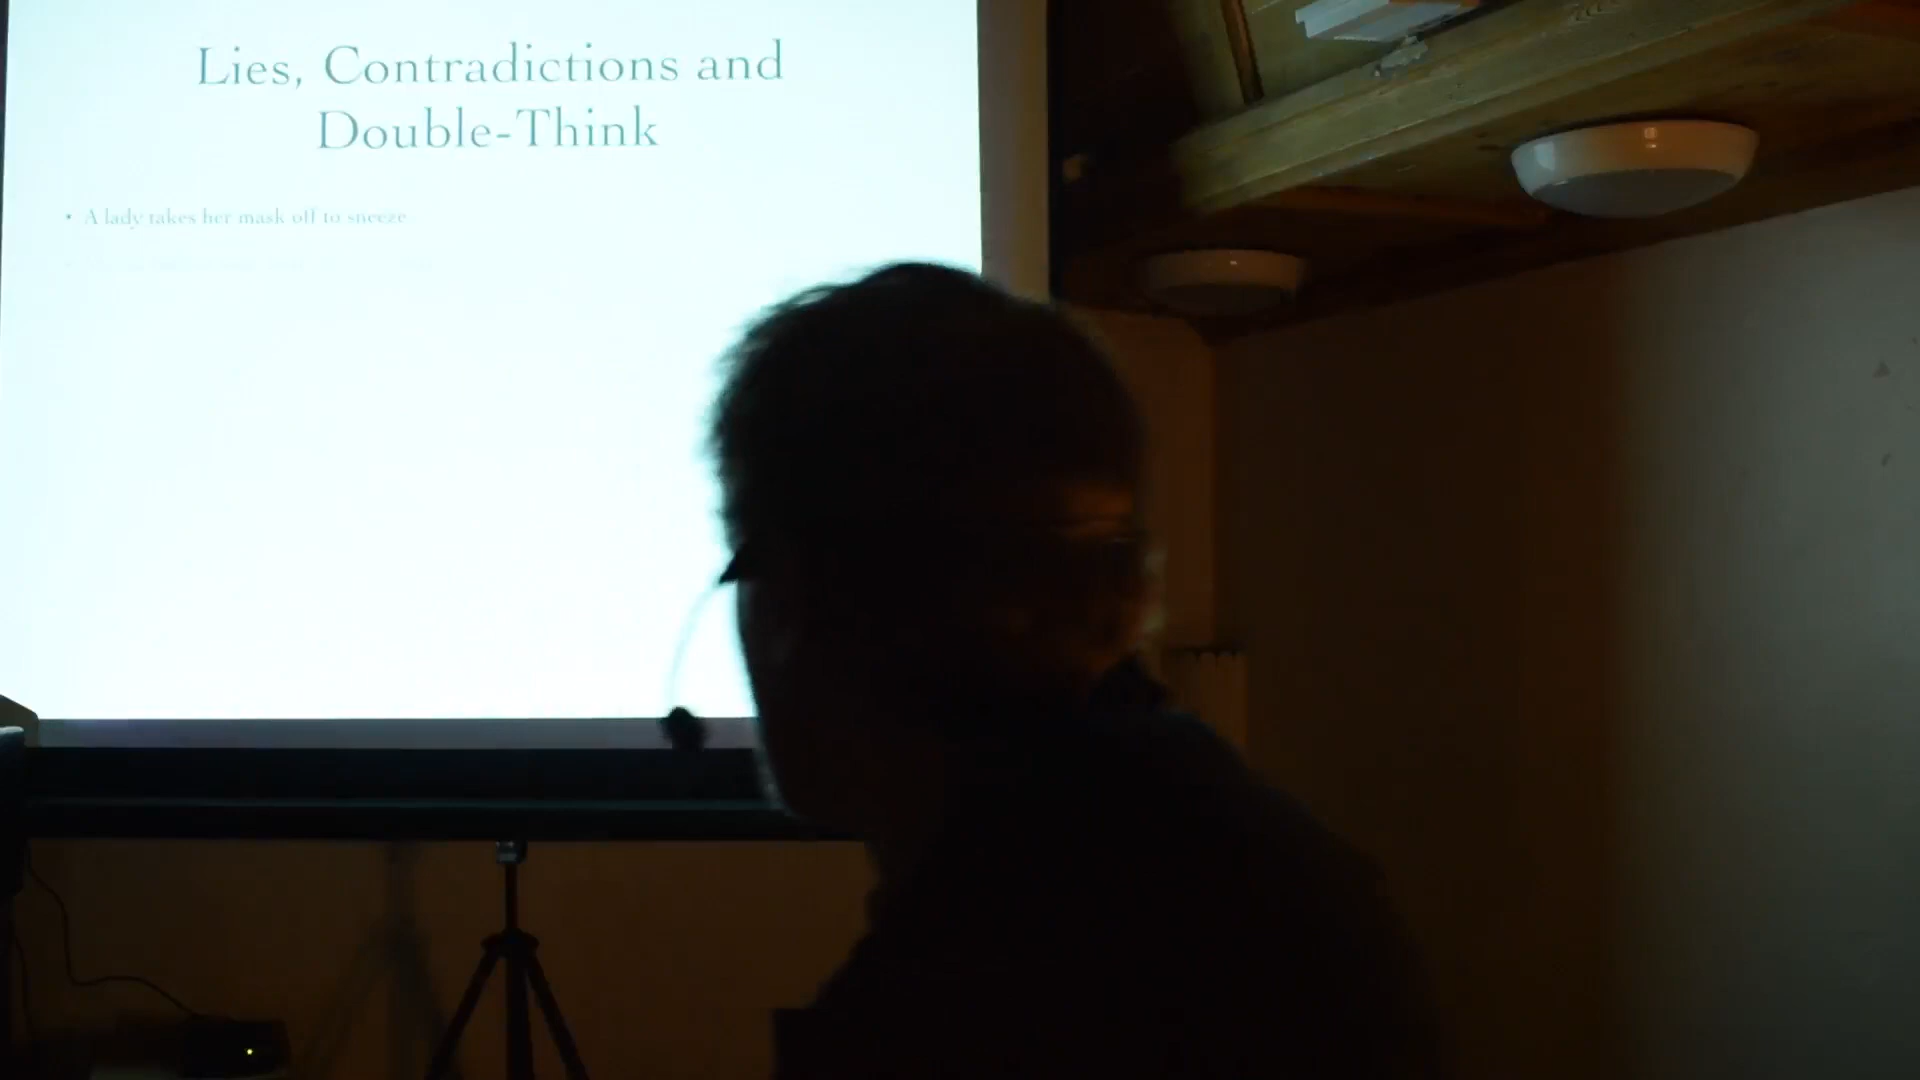 Lies, Contradictions and
Double-Think
• A lady takes her mask off to sneeze